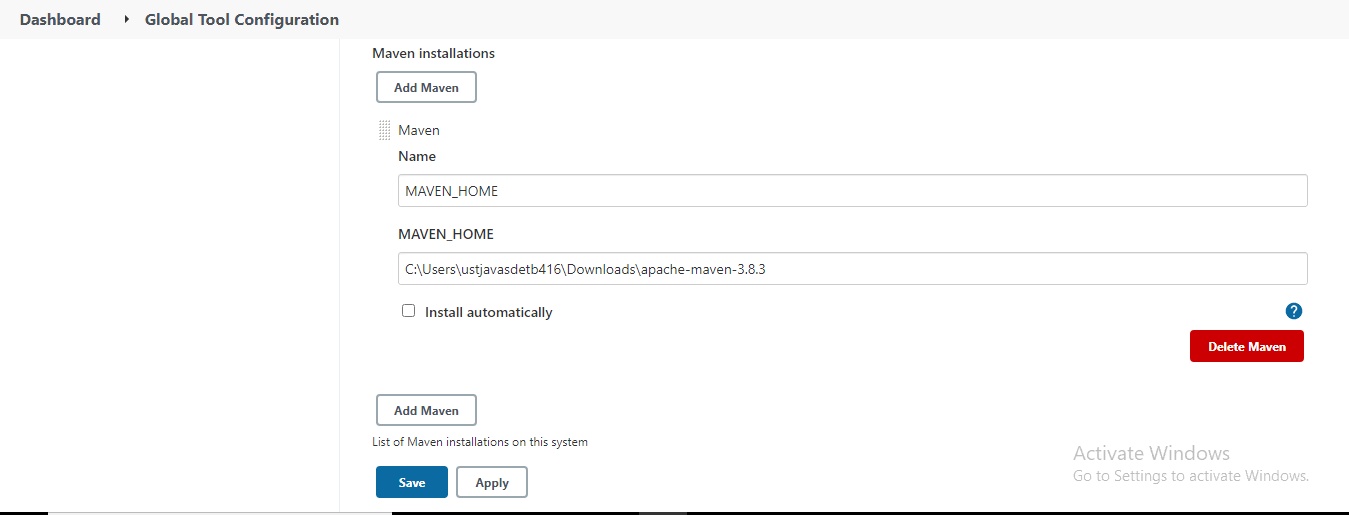 Dashboard
Global Tool Configuration
Maven installations
Add Maven
Maven
Name
MAVEN_HOME
MAVEN_HOME
C:\Users\ustjavasdetb416\Downloads\apache-maven-3.8.3
Install automatically
?
Delete Maven
Add Maven
List of Maven installations on this system
Save
Apply
Activate Windows
Go to Settings to activate Windows.